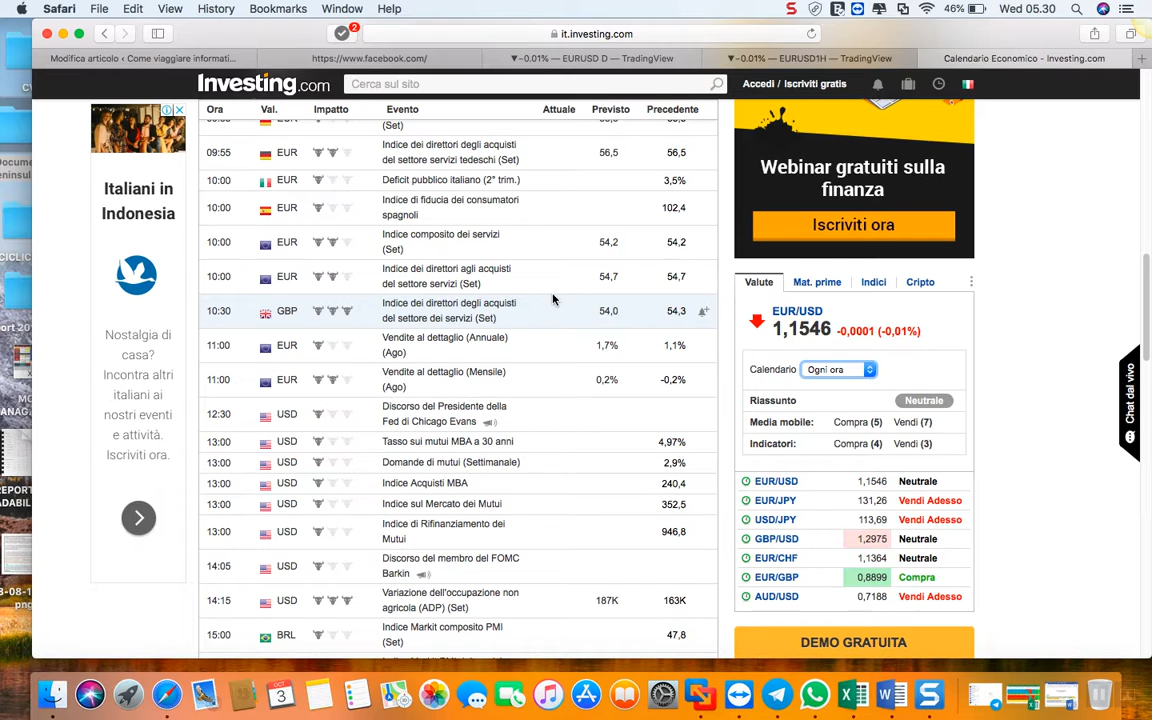 Safari File Edit View History Bookmarks Window Help 46% Wed 05.30
2 it.investing.com
Modifica articolo ‹ Come viaggiare informati... https://www.facebook.com/ ▼-0.01% — EURUSD D — TradingView ▼-0.01% — EURUSD1H — TradingView Calendario Economico - Investing.com
Investing.com Cerca sul sito Accedi / Iscriviti gratis
Ora Val. Impatto Evento Attuale Previsto Precedente
(Set)
09:55 EUR Indice dei direttori degli acquisti 56,5 56,5
del settore servizi tedeschi (Set)
10:00 EUR Deficit pubblico italiano (2° trim.) 3,5%
10:00 EUR Indice di fiducia dei consumatori 102,4
spagnoli
10:00 EUR Indice composito dei servizi 54,2 54,2
(Set)
10:00 EUR Indice dei direttori agli acquisti 54,7 54,7
del settore servizi (Set)
10:30 GBP Indice dei direttori degli acquisti 54,0 54,3
del settore dei servizi (Set)
11:00 EUR Vendite al dettaglio (Annuale) 1,7% 1,1%
(Ago)
11:00 EUR Vendite al dettaglio (Mensile) 0,2% -0,2%
(Ago)
12:30 USD Discorso del Presidente della
Fed di Chicago Evans
13:00 USD Tasso sui mutui MBA a 30 anni 4,97%
13:00 USD Domande di mutui (Settimanale) 2,9%
13:00 USD Indice Acquisti MBA 240,4
13:00 USD Indice sul Mercato dei Mutui 352,5
13:00 USD Indice di Rifinanziamento dei 946,8
Mutui
14:05 USD Discorso del membro del FOMC
Barkin
14:15 USD Variazione dell'occupazione non 187K 163K
agricola (ADP) (Set)
15:00 BRL Indice Markit composito PMI 47,8
(Set)
Italiani in
Indonesia
Nostalgia di
casa?
Incontra altri
italiani ai
nostri eventi
e attività.
Iscriviti ora.
Webinar gratuiti sulla
finanza
Iscriviti ora
Valute Mat. prime Indici Cripto
EUR/USD
1,1546 -0,0001 (-0,01%)
Calendario Ogni ora
Riassunto Neutrale
Media mobile: Compra (5) Vendi (7)
Indicatori: Compra (4) Vendi (3)
EUR/USD 1,1546 Neutrale
EUR/JPY 131,26 Vendi Adesso
USD/JPY 113,69 Vendi Adesso
GBP/USD 1,2975 Neutrale
EUR/CHF 1,1364 Neutrale
EUR/GBP 0,8899 Compra
AUD/USD 0,7188 Vendi Adesso
DEMO GRATUITA
Chat dal vivo
OCT
3